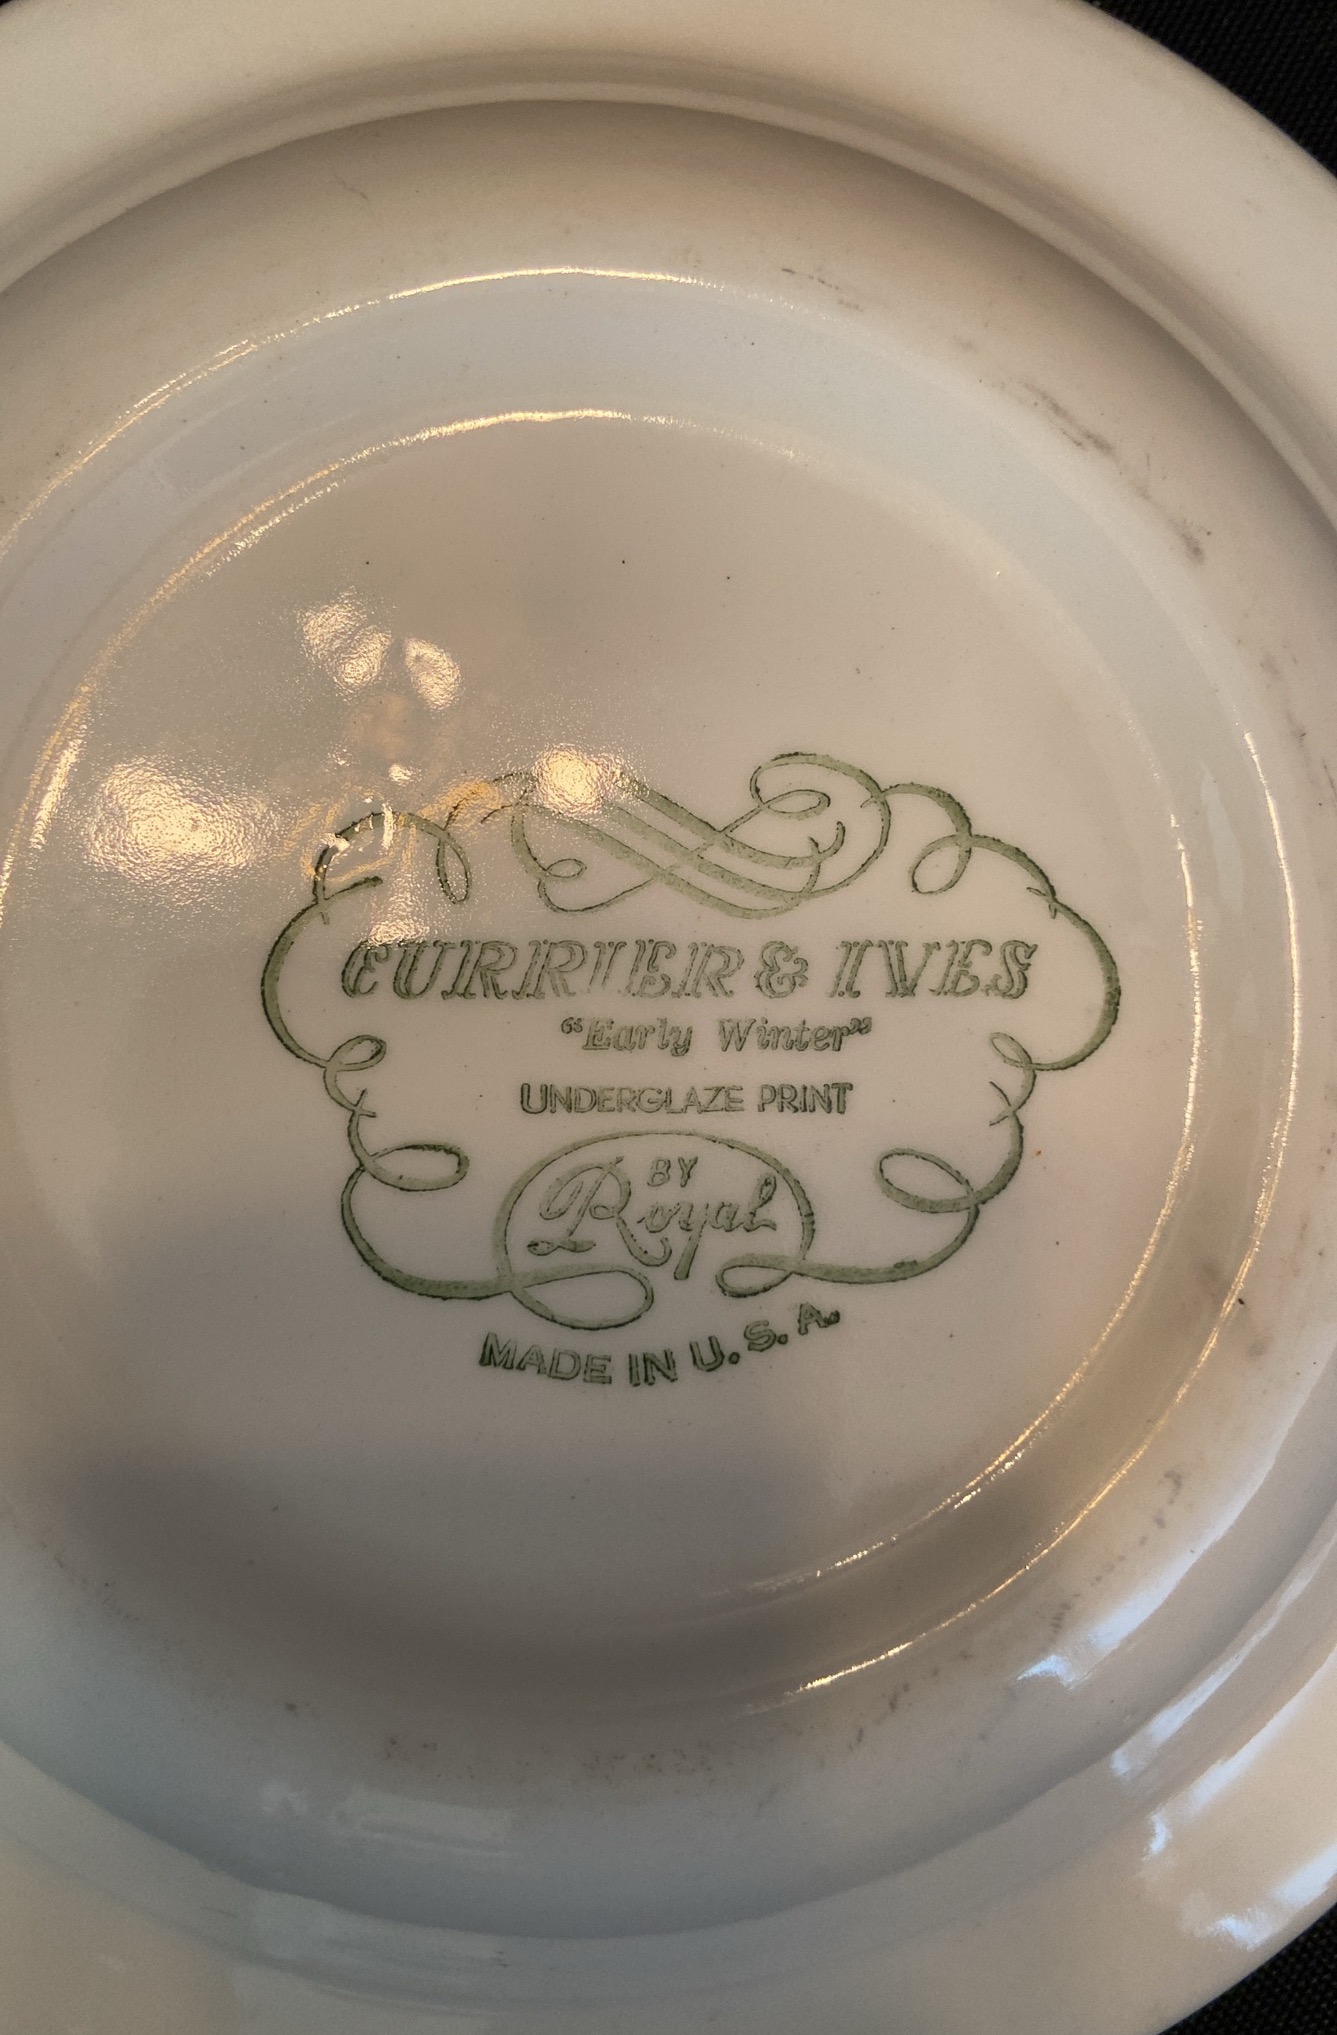 CURRIER & IVES
“Early Winter”
UNDERGLAZE PRINT
BY
Royal
MADE IN U.S.A.